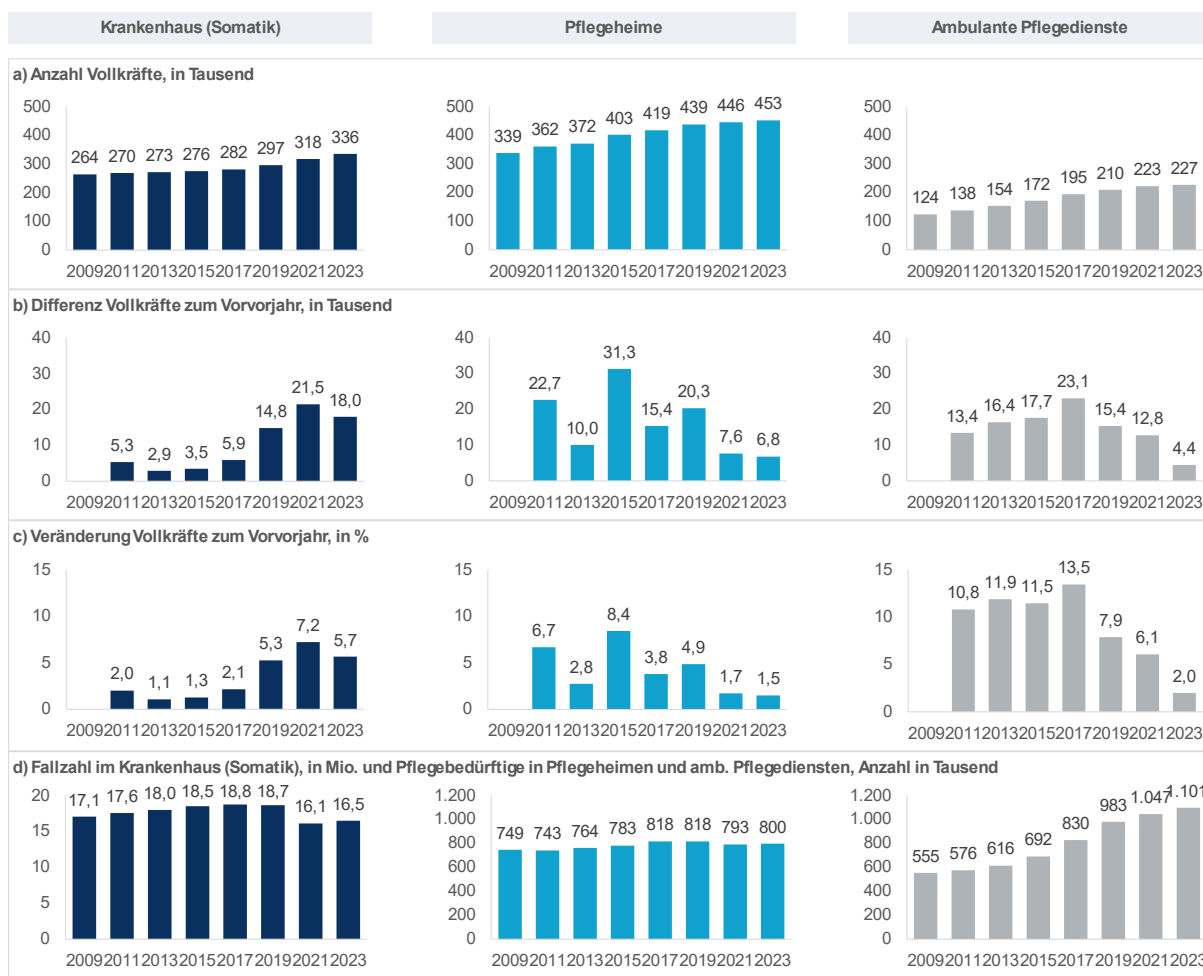 Krankenhaus (Somatik)
Pflegeheime
Ambulante Pflegedienste
a) Anzahl Vollkräfte, in Tausend
500
400
300
200
100
0
264 270 273 276 282 297 318 336
2009 2011 2013 2015 2017 2019 2021 2023
500
400
300
200
100
0
339 362 372 403 419 439 446 453
2009 2011 2013 2015 2017 2019 2021 2023
500
400
300
200
100
0
124 138 154 172 195 210 223 227
2009 2011 2013 2015 2017 2019 2021 2023
b) Differenz Vollkräfte zum Vorvorjahr, in Tausend
40
30
20
10
0
5,3 2,9 3,5 5,9 14,8 21,5 18,0
2009 2011 2013 2015 2017 2019 2021 2023
40
30
20
10
0
22,7 10,0 31,3 15,4 20,3 7,6 6,8
2009 2011 2013 2015 2017 2019 2021 2023
40
30
20
10
0
13,4 16,4 17,7 23,1 15,4 12,8 4,4
2009 2011 2013 2015 2017 2019 2021 2023
c) Veränderung Vollkräfte zum Vorvorjahr, in %
15
10
5
0
2,0 1,1 1,3 2,1 5,3 7,2 5,7
2009 2011 2013 2015 2017 2019 2021 2023
15
10
5
0
6,7 2,8 8,4 3,8 4,9 1,7 1,5
2009 2011 2013 2015 2017 2019 2021 2023
15
10
5
0
10,8 11,9 11,5 13,5 7,9 6,1 2,0
2009 2011 2013 2015 2017 2019 2021 2023
d) Fallzahl im Krankenhaus (Somatik), in Mio. und Pflegebedürftige in Pflegeheimen und amb. Pflegediensten, Anzahl in Tausend
20
15
10
5
0
17,1 17,6 18,0 18,5 18,8 18,7 16,1 16,5
2009 2011 2013 2015 2017 2019 2021 2023
1.200
1.000
800
600
400
200
0
749 743 764 783 818 818 793 800
2009 2011 2013 2015 2017 2019 2021 2023
1.200
1.000
800
600
400
200
0
555 576 616 692 830 983 1.047 1.101
2009 2011 2013 2015 2017 2019 2021 2023